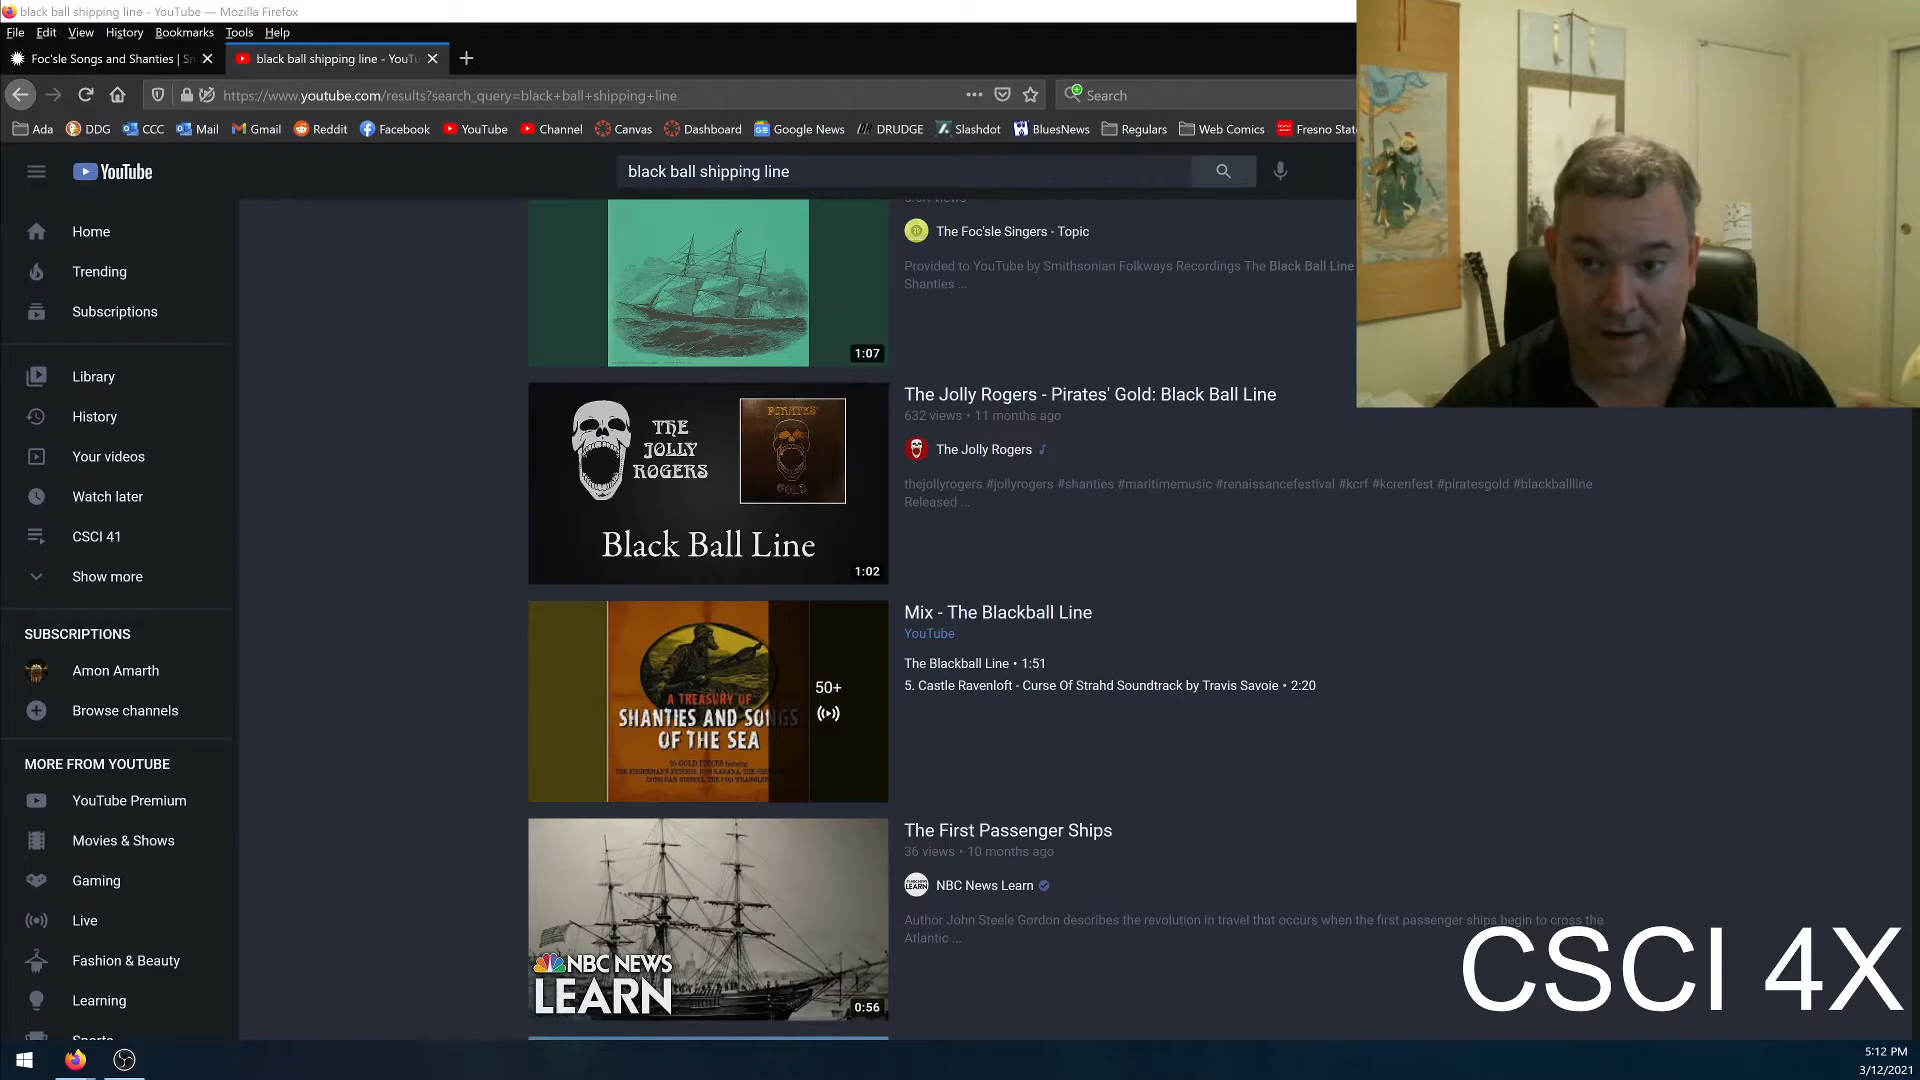 black ball shipping line - YouTube — Mozilla Firefox
File Edit View History Bookmarks Tools Help
Foc'sle Songs and Shanties | Sm
black ball shipping line - YouTu
https://www.youtube.com/results?search_query=black+ball+shipping+line
Search
Ada DDG CCC Mail Gmail Reddit Facebook YouTube Channel Canvas Dashboard Google News DRUDGE Slashdot BluesNews Regulars Web Comics Fresno Stat
YouTube
black ball shipping line
Home
Trending
Subscriptions
Library
History
Your videos
Watch later
CSCI 41
Show more
SUBSCRIPTIONS
Amon Amarth
Browse channels
MORE FROM YOUTUBE
YouTube Premium
Movies & Shows
Gaming
Live
Fashion & Beauty
Learning
Sports
1:07
The Foc'sle Singers - Topic
Provided to YouTube by Smithsonian Folkways Recordings The Black Ball Line
Shanties ...
THE
JOLLY
ROGERS
PIRATES'
GOLD
Black Ball Line
1:02
The Jolly Rogers - Pirates' Gold: Black Ball Line
632 views • 11 months ago
The Jolly Rogers
thejollyrogers #jollyrogers #shanties #maritimemusic #renaissancefestival #kcrf #kcrenfest #piratesgold #blackballline
Released ...
A TREASURY OF
SHANTIES AND SONGS
OF THE SEA
50+
Mix - The Blackball Line
YouTube
The Blackball Line • 1:51
5. Castle Ravenloft - Curse Of Strahd Soundtrack by Travis Savoie • 2:20
NBC NEWS
LEARN
0:56
The First Passenger Ships
36 views • 10 months ago
NBC News Learn
Author John Steele Gordon describes the revolution in travel that occurs when the first passenger ships begin to cross the
Atlantic ...
CSCI 4X
5:12 PM
3/12/2021